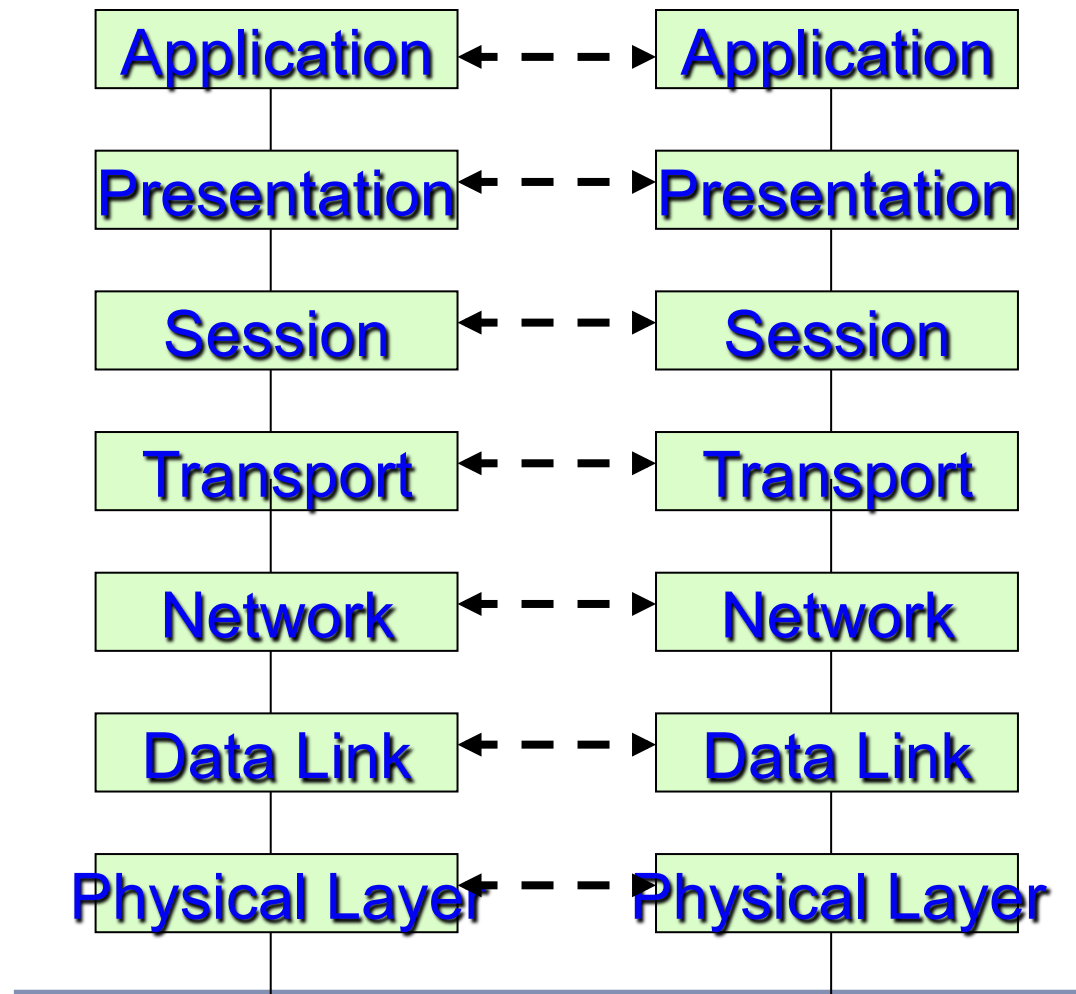 Application Application
Presentation Presentation
Session Session
Transport Transport
Network Network
Data Link Data Link
Physical Layer Physical Layer